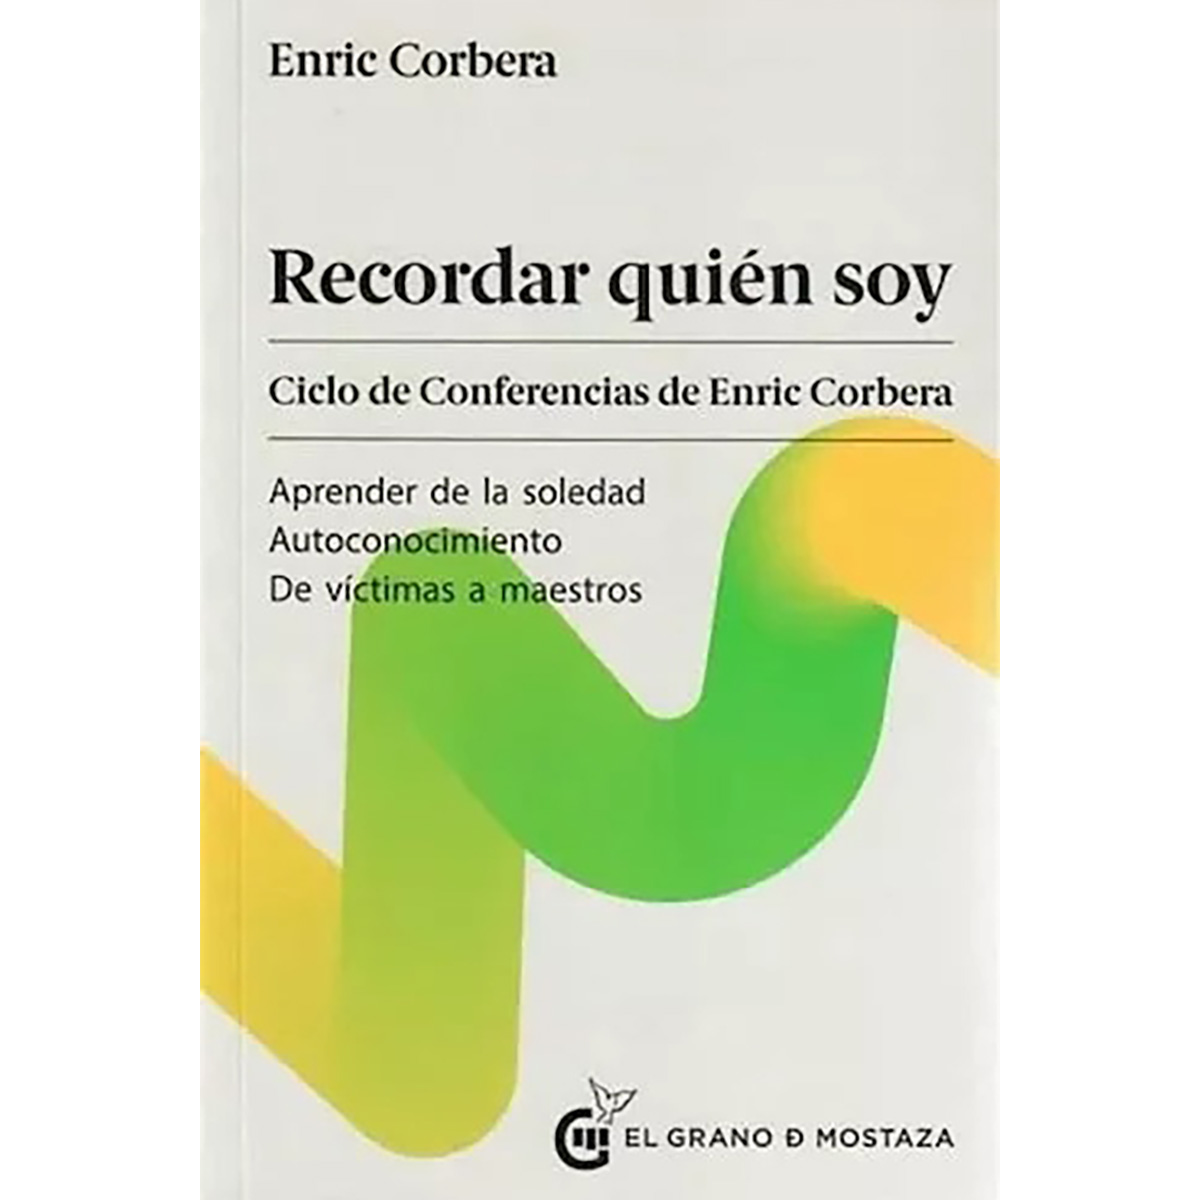 Enric Corbera
Recordar quién soy
Ciclo de Conferencias de Enric Corbera
Aprender de la soledad
Autoconocimiento
De víctimas a maestros
EL GRANO Đ MOSTAZA